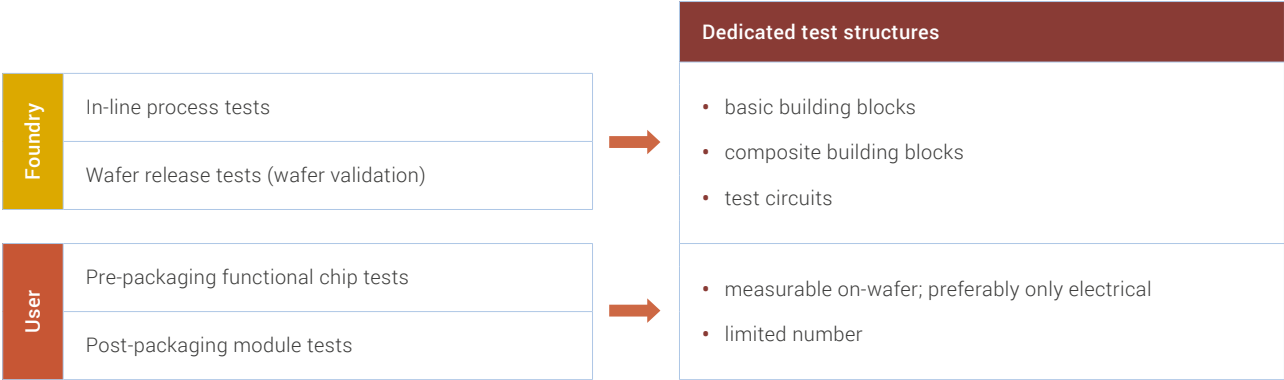 Dedicated test structures
Foundry
In-line process tests
Wafer release tests (wafer validation)
• basic building blocks
• composite building blocks
• test circuits
User
Pre-packaging functional chip tests
Post-packaging module tests
• measurable on-wafer; preferably only electrical
• limited number